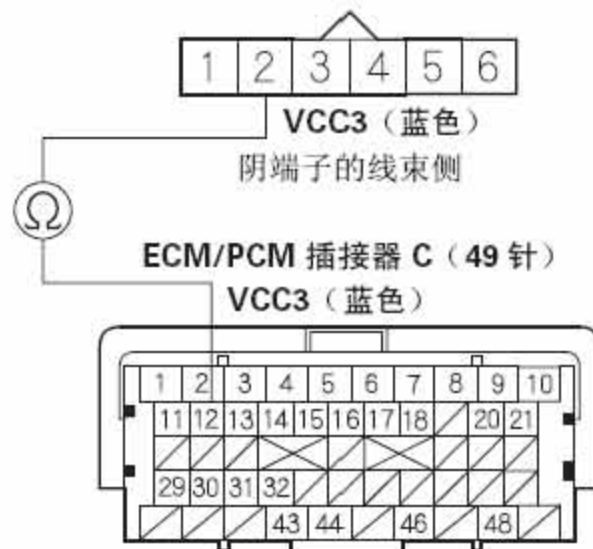 1 2 3 4 5 6
VCC3（蓝色）
阴端子的线束侧
Ω
ECM/PCM 插接器 C（49 针）
VCC3（蓝色）
1 2 3 4 5 6 7 8 9 10
11 12 13 14 15 16 17 18 20 21
29 30 31 32
43 44 46 48